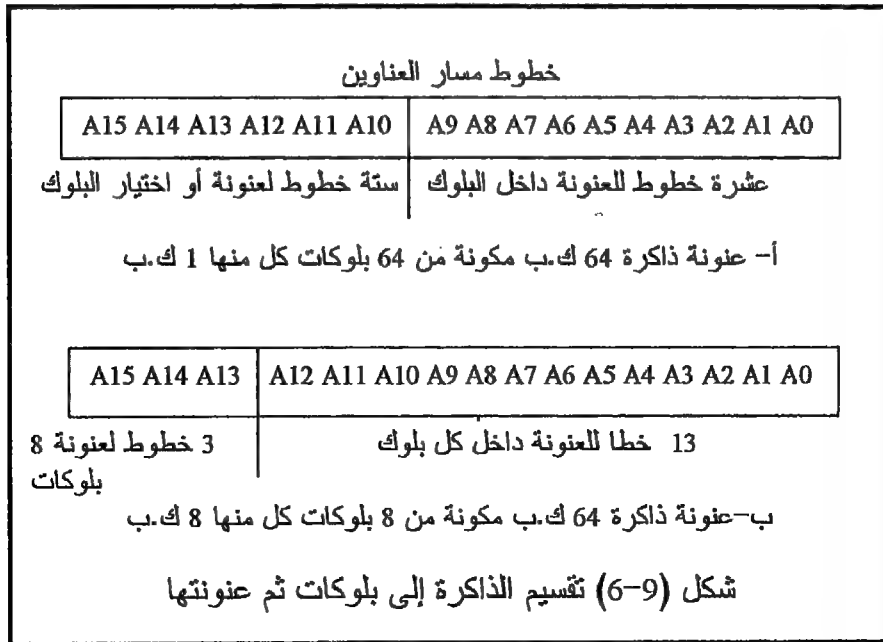 خطوط مسار العناوين
A15 A14 A13 A12 A11 A10 A9 A8 A7 A6 A5 A4 A3 A2 A1 A0
عشرة خطوط للعنونة داخل البلوك ستة خطوط لعنونة أو اختيار البلوك
أ- عنونة ذاكرة 64 ك.ب مكونة من 64 بلوكات كل منها 1 ك.ب
A15 A14 A13 A12 A11 A10 A9 A8 A7 A6 A5 A4 A3 A2 A1 A0
13 خطا للعنونة داخل كل بلوك 3 خطوط لعنونة 8
بلوكات
ب-عنونة ذاكرة 64 ك.ب مكونة من 8 بلوكات كل منها 8 ك.ب
شكل (9-6) تقسيم الذاكرة إلى بلوكات ثم عنونتها